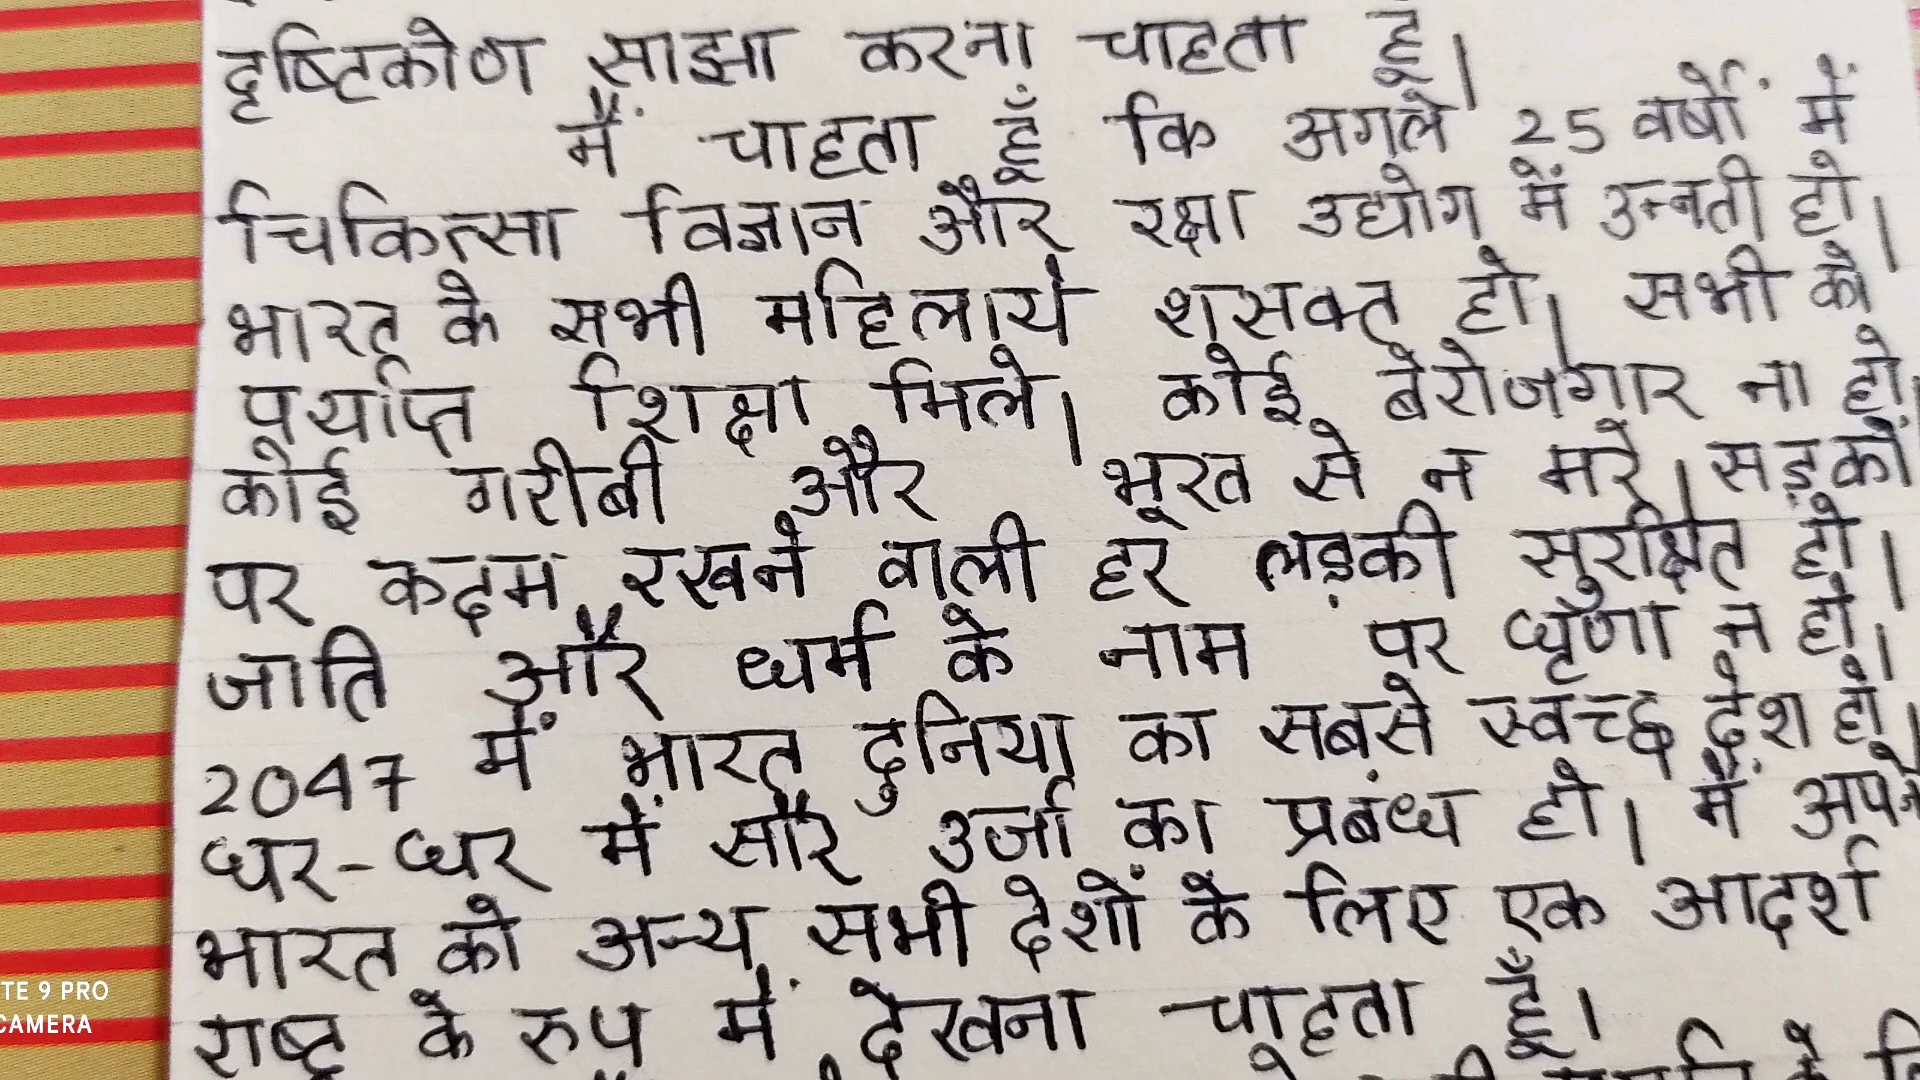 दृष्टिकोण साझा करना चाहता हूँ।
मैं चाहता हूँ कि अगले 25 वर्षों में
चिकित्सा विज्ञान और रक्षा उद्योग में उन्नती हो।
भारत के सभी महिलायें शसक्त हो। सभी को
पर्याप्त शिक्षा मिले। कोई बेरोजगार ना हो।
कोई गरीबी और भूख से न मरे। सड़कों
पर कदम रखने वाली हर लड़की सुरक्षित हो।
जाति और धर्म के नाम पर घृणा न हो।
2047 में भारत दुनिया का सबसे स्वच्छ देश हो।
घर-घर में सौर उर्जा का प्रबंध हो। मैं अपने
भारत को अन्य सभी देशों के लिए एक आदर्श
राष्ट्र के रुप में देखना चाहता हूँ।
TE 9 PRO
CAMERA